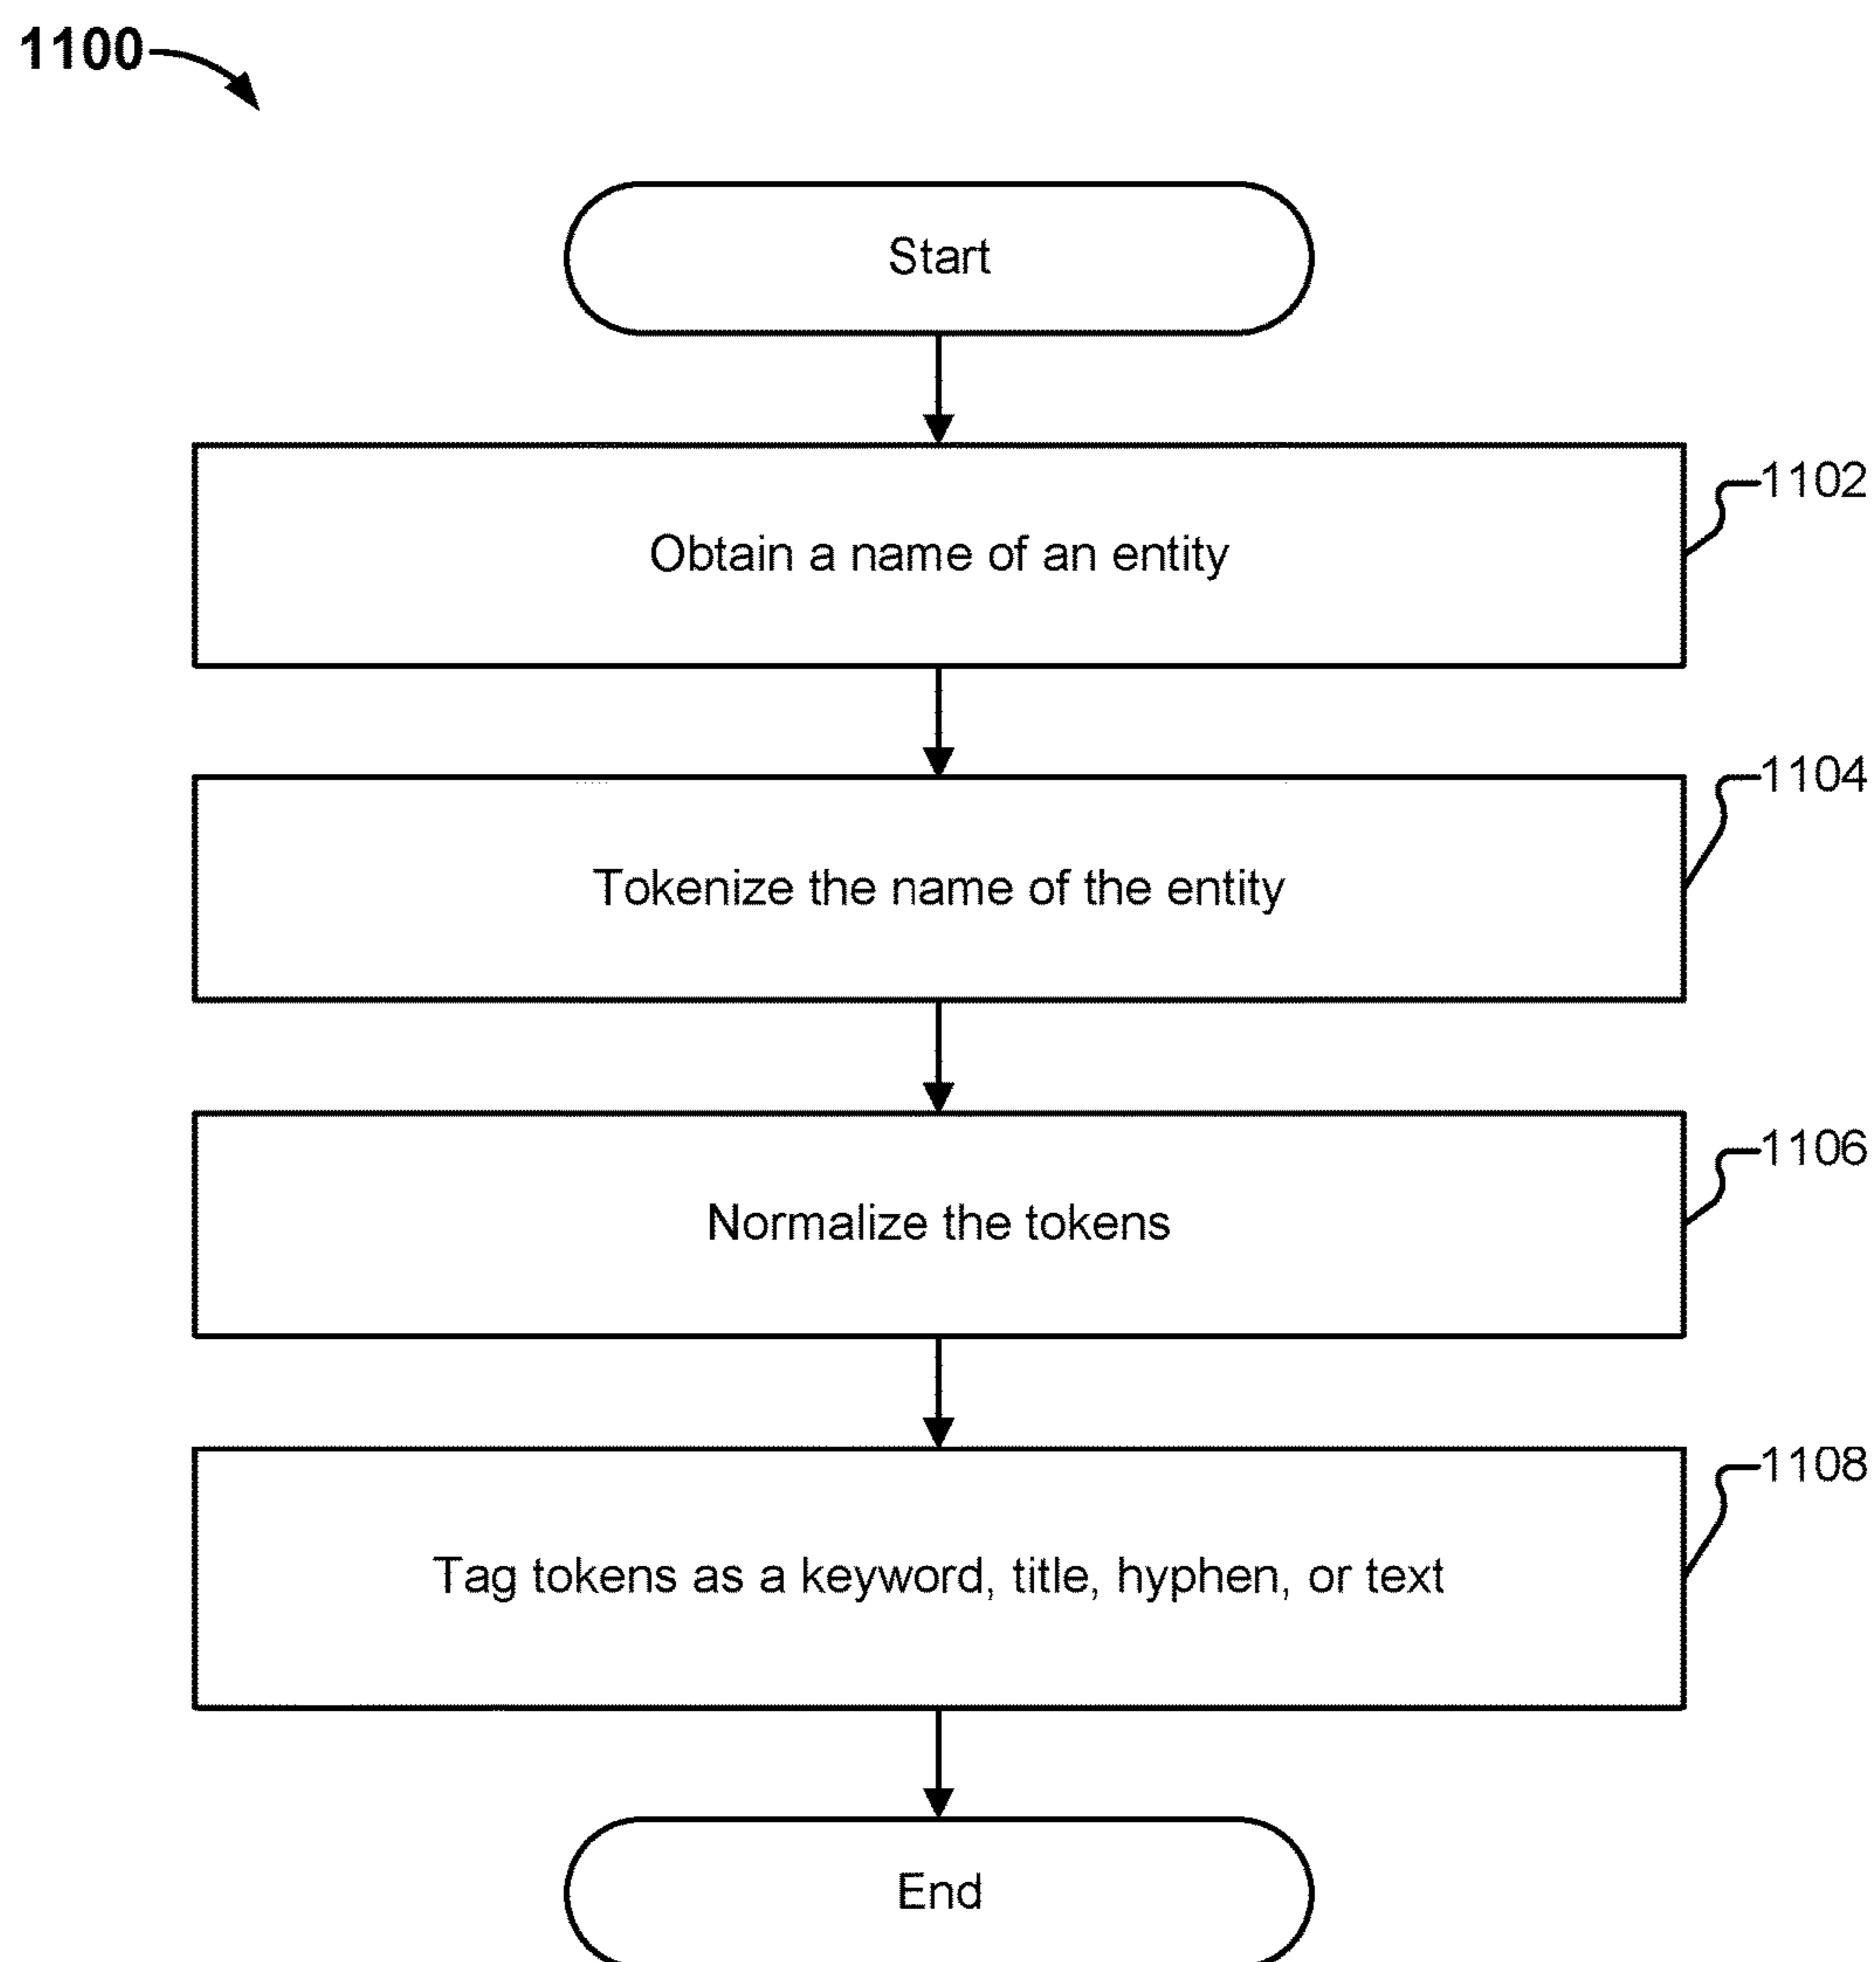 1100
Start
1102
Obtain a name of an entity
1104
Tokenize the name of the entity
1106
Normalize the tokens
1108
Tag tokens as a keyword, title, hyphen, or text
End